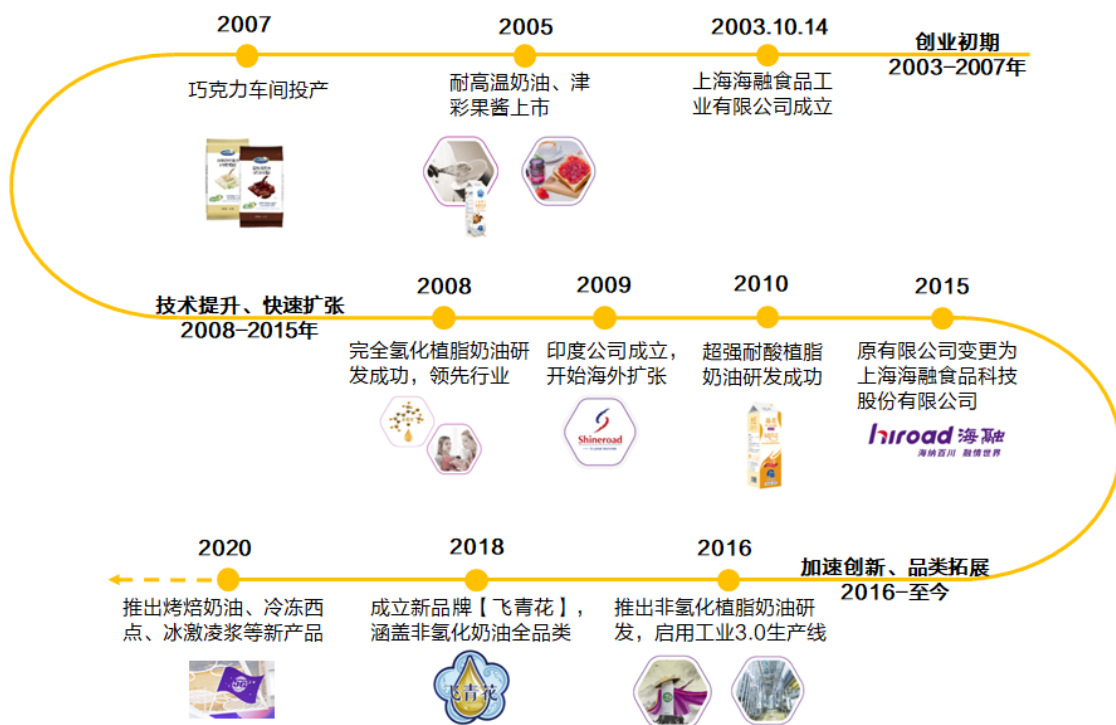 创业初期
2003-2007年
2003.10.14
上海海融食品工
业有限公司成立
2005
耐高温奶油、津
彩果酱上市
2007
巧克力车间投产
技术提升、快速扩张
2008-2015年
2008
完全氢化植脂奶油研
发成功，领先行业
2009
印度公司成立，
开始海外扩张
Shineroad
2010
超强耐酸植脂
奶油研发成功
2015
原有限公司变更为
上海海融食品科技
股份有限公司
hiroad 海融
海纳百川 融情世界
加速创新、品类拓展
2016-至今
2016
推出非氢化植脂奶油研
发，启用工业3.0生产线
2018
成立新品牌【飞青花】，
涵盖非氢化奶油全品类
飞青花
2020
推出烤焙奶油、冷冻西
点、冰激凌浆等新产品